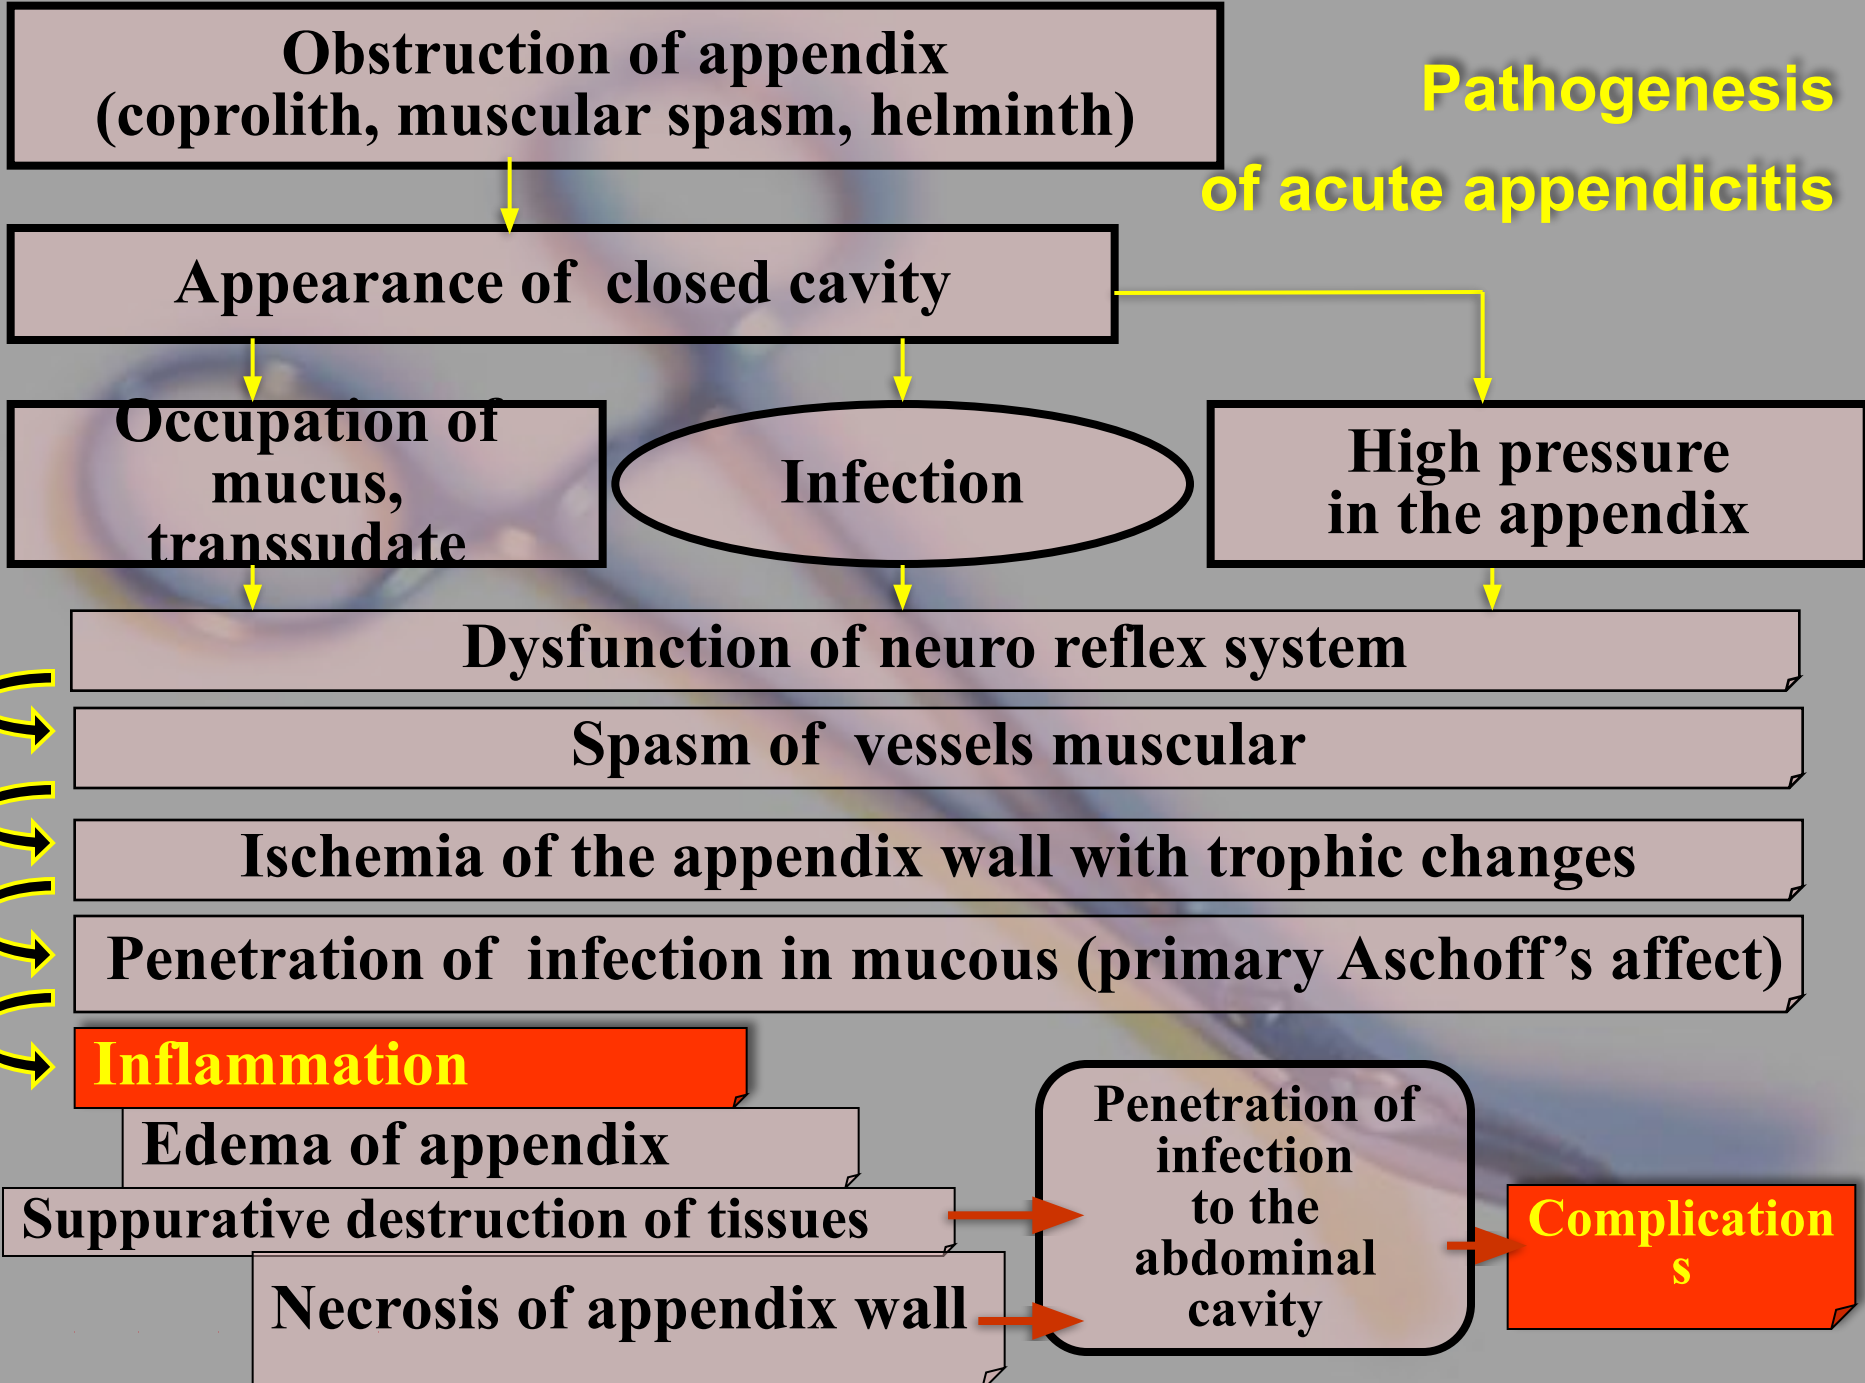 Pathogenesis
of acute appendicitis
Obstruction of appendix
(coprolith, muscular spasm, helminth)
Appearance of closed cavity
Occupation of
mucus,
transsudate
Infection
High pressure
in the appendix
Dysfunction of neuro reflex system
Spasm of vessels muscular
Ischemia of the appendix wall with trophic changes
Penetration of infection in mucous (primary Aschoff’s affect)
Inflammation
Edema of appendix
Suppurative destruction of tissues
Necrosis of appendix wall
Penetration of
infection
to the
abdominal
cavity
Complication
s